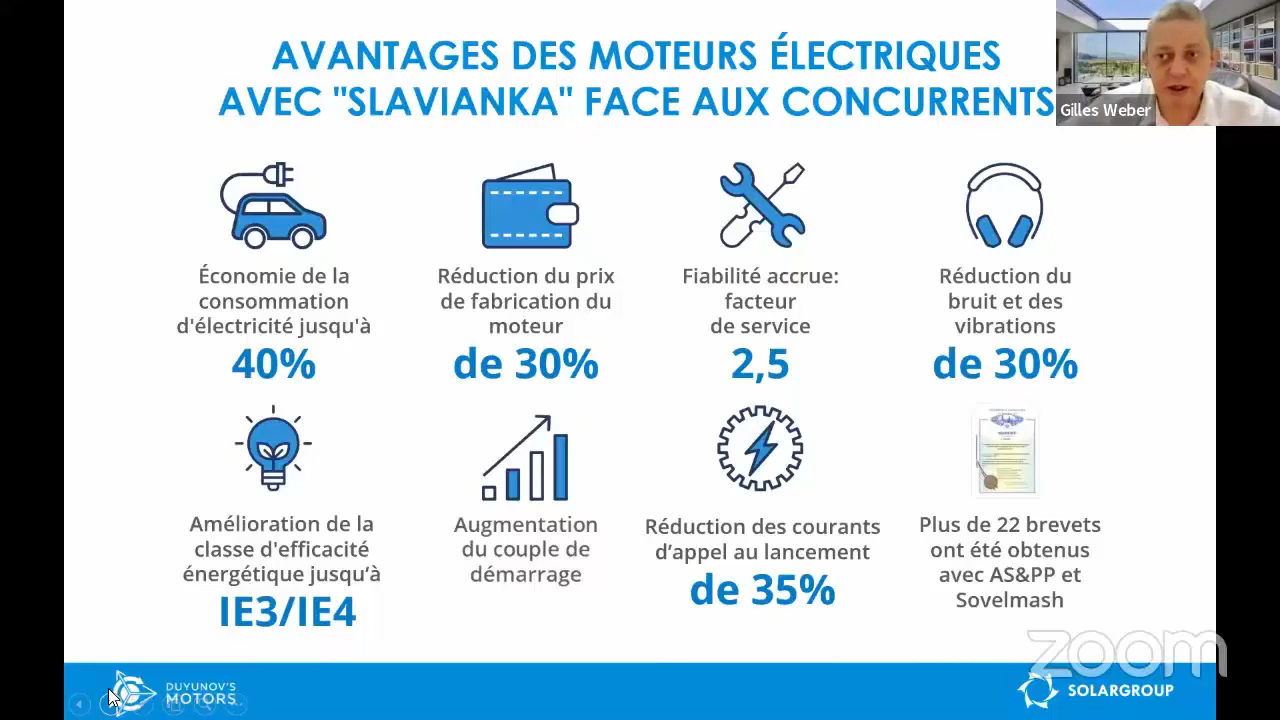 AVANTAGES DES MOTEURS ÉLECTRIQUES
AVEC "SLAVIANKA" FACE AUX CONCURRENTS
Gilles Weber
Économie de la
consommation
d'électricité jusqu'à
40%
Réduction du prix
de fabrication du
moteur
de 30%
Fiabilité accrue:
facteur
de service
2,5
Réduction du
bruit et des
vibrations
de 30%
Amélioration de la
classe d'efficacité
énergétique jusqu’à
IE3/IE4
Augmentation
du couple de
démarrage
Réduction des courants
d’appel au lancement
de 35%
Plus de 22 brevets
ont été obtenus
avec AS&PP et
Sovelmash
zoom
DUYUNOV'S
MOTORS
SOLARGROUP